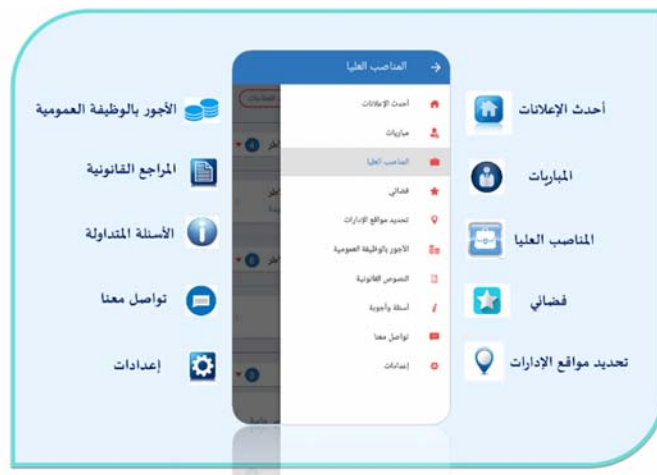 أحدث الإعلانات
المباريات
المناصب العليا
فضائي
تحديد مواقع الإدارات
المناصب العليا
أحدث الإعلانات
مباريات
المناصب العليا
فضائي
تحديد مواقع الإدارات
الأجور بالوظيفة العمومية
النصوص القانونية
أسئلة وأجوبة
تواصل معنا
إعدادات
الأجور بالوظيفة العمومية
المراجع القانونية
الأسئلة المتداولة
تواصل معنا
إعدادات